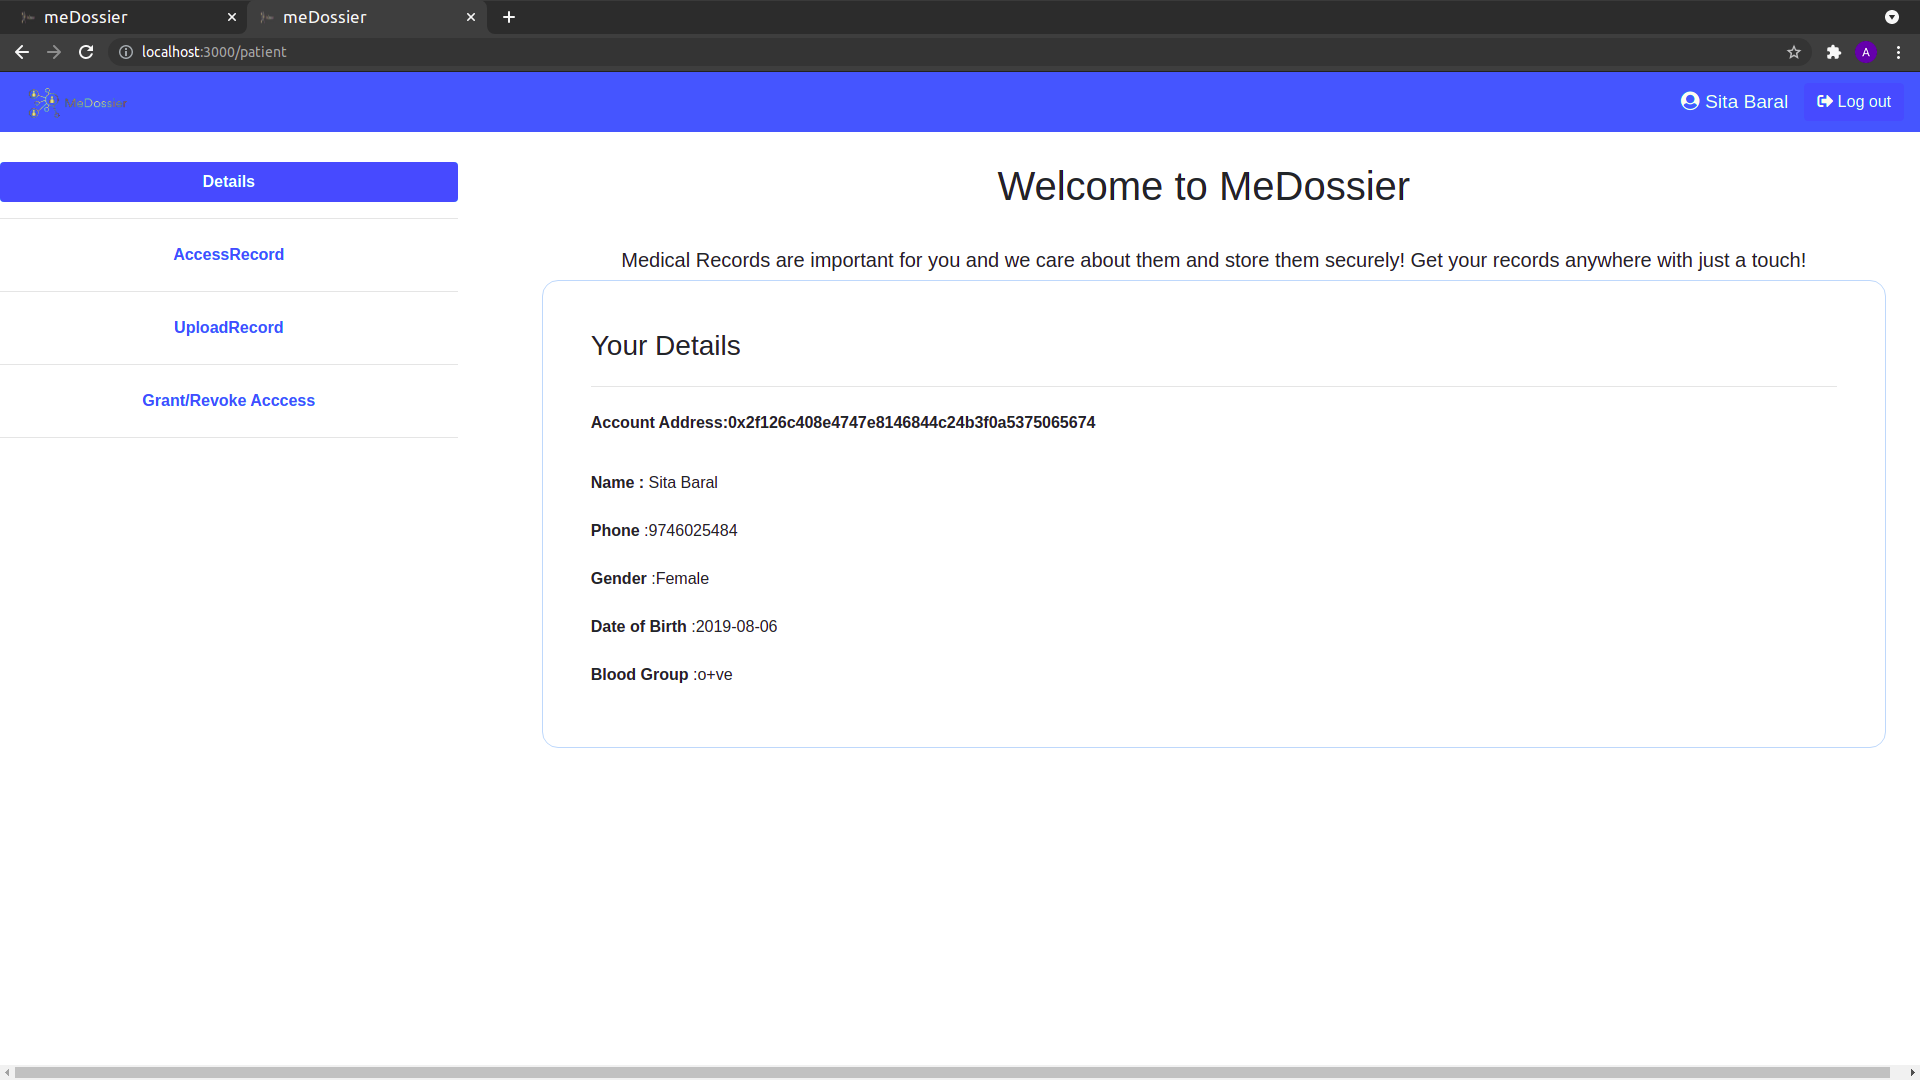 meDossier
meDossier
localhost:3000/patient
A
MeDossier
Sita Baral
Log out
Details
AccessRecord
UploadRecord
Grant/Revoke Acccess
Welcome to MeDossier
Medical Records are important for you and we care about them and store them securely! Get your records anywhere with just a touch!
Your Details
Account Address:0x2f126c408e4747e8146844c24b3f0a5375065674
Name : Sita Baral
Phone :9746025484
Gender :Female
Date of Birth :2019-08-06
Blood Group :o+ve